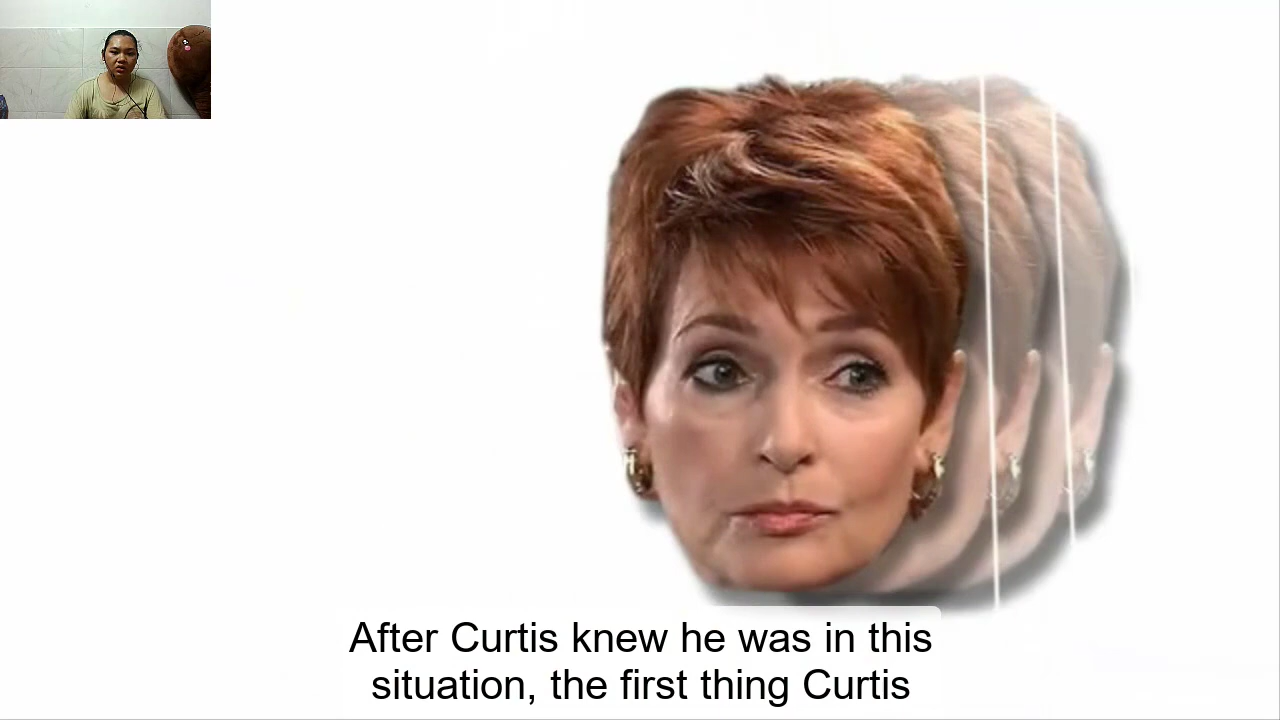 After Curtis knew he was in this
situation, the first thing Curtis